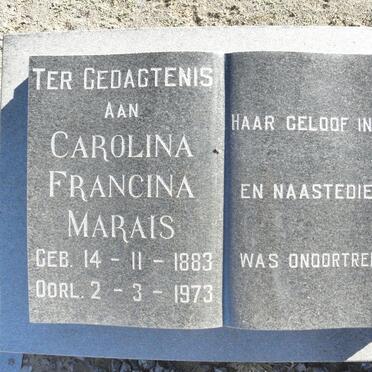 TER GEDAGTENIS
AAN
CAROLINA
FRANCINA
MARAIS
GEB. 14 - 11 - 1883
OORL. 2 - 3 - 1973
HAAR GELOOF IN
EN NAASTEDIE
WAS ONOORTREF